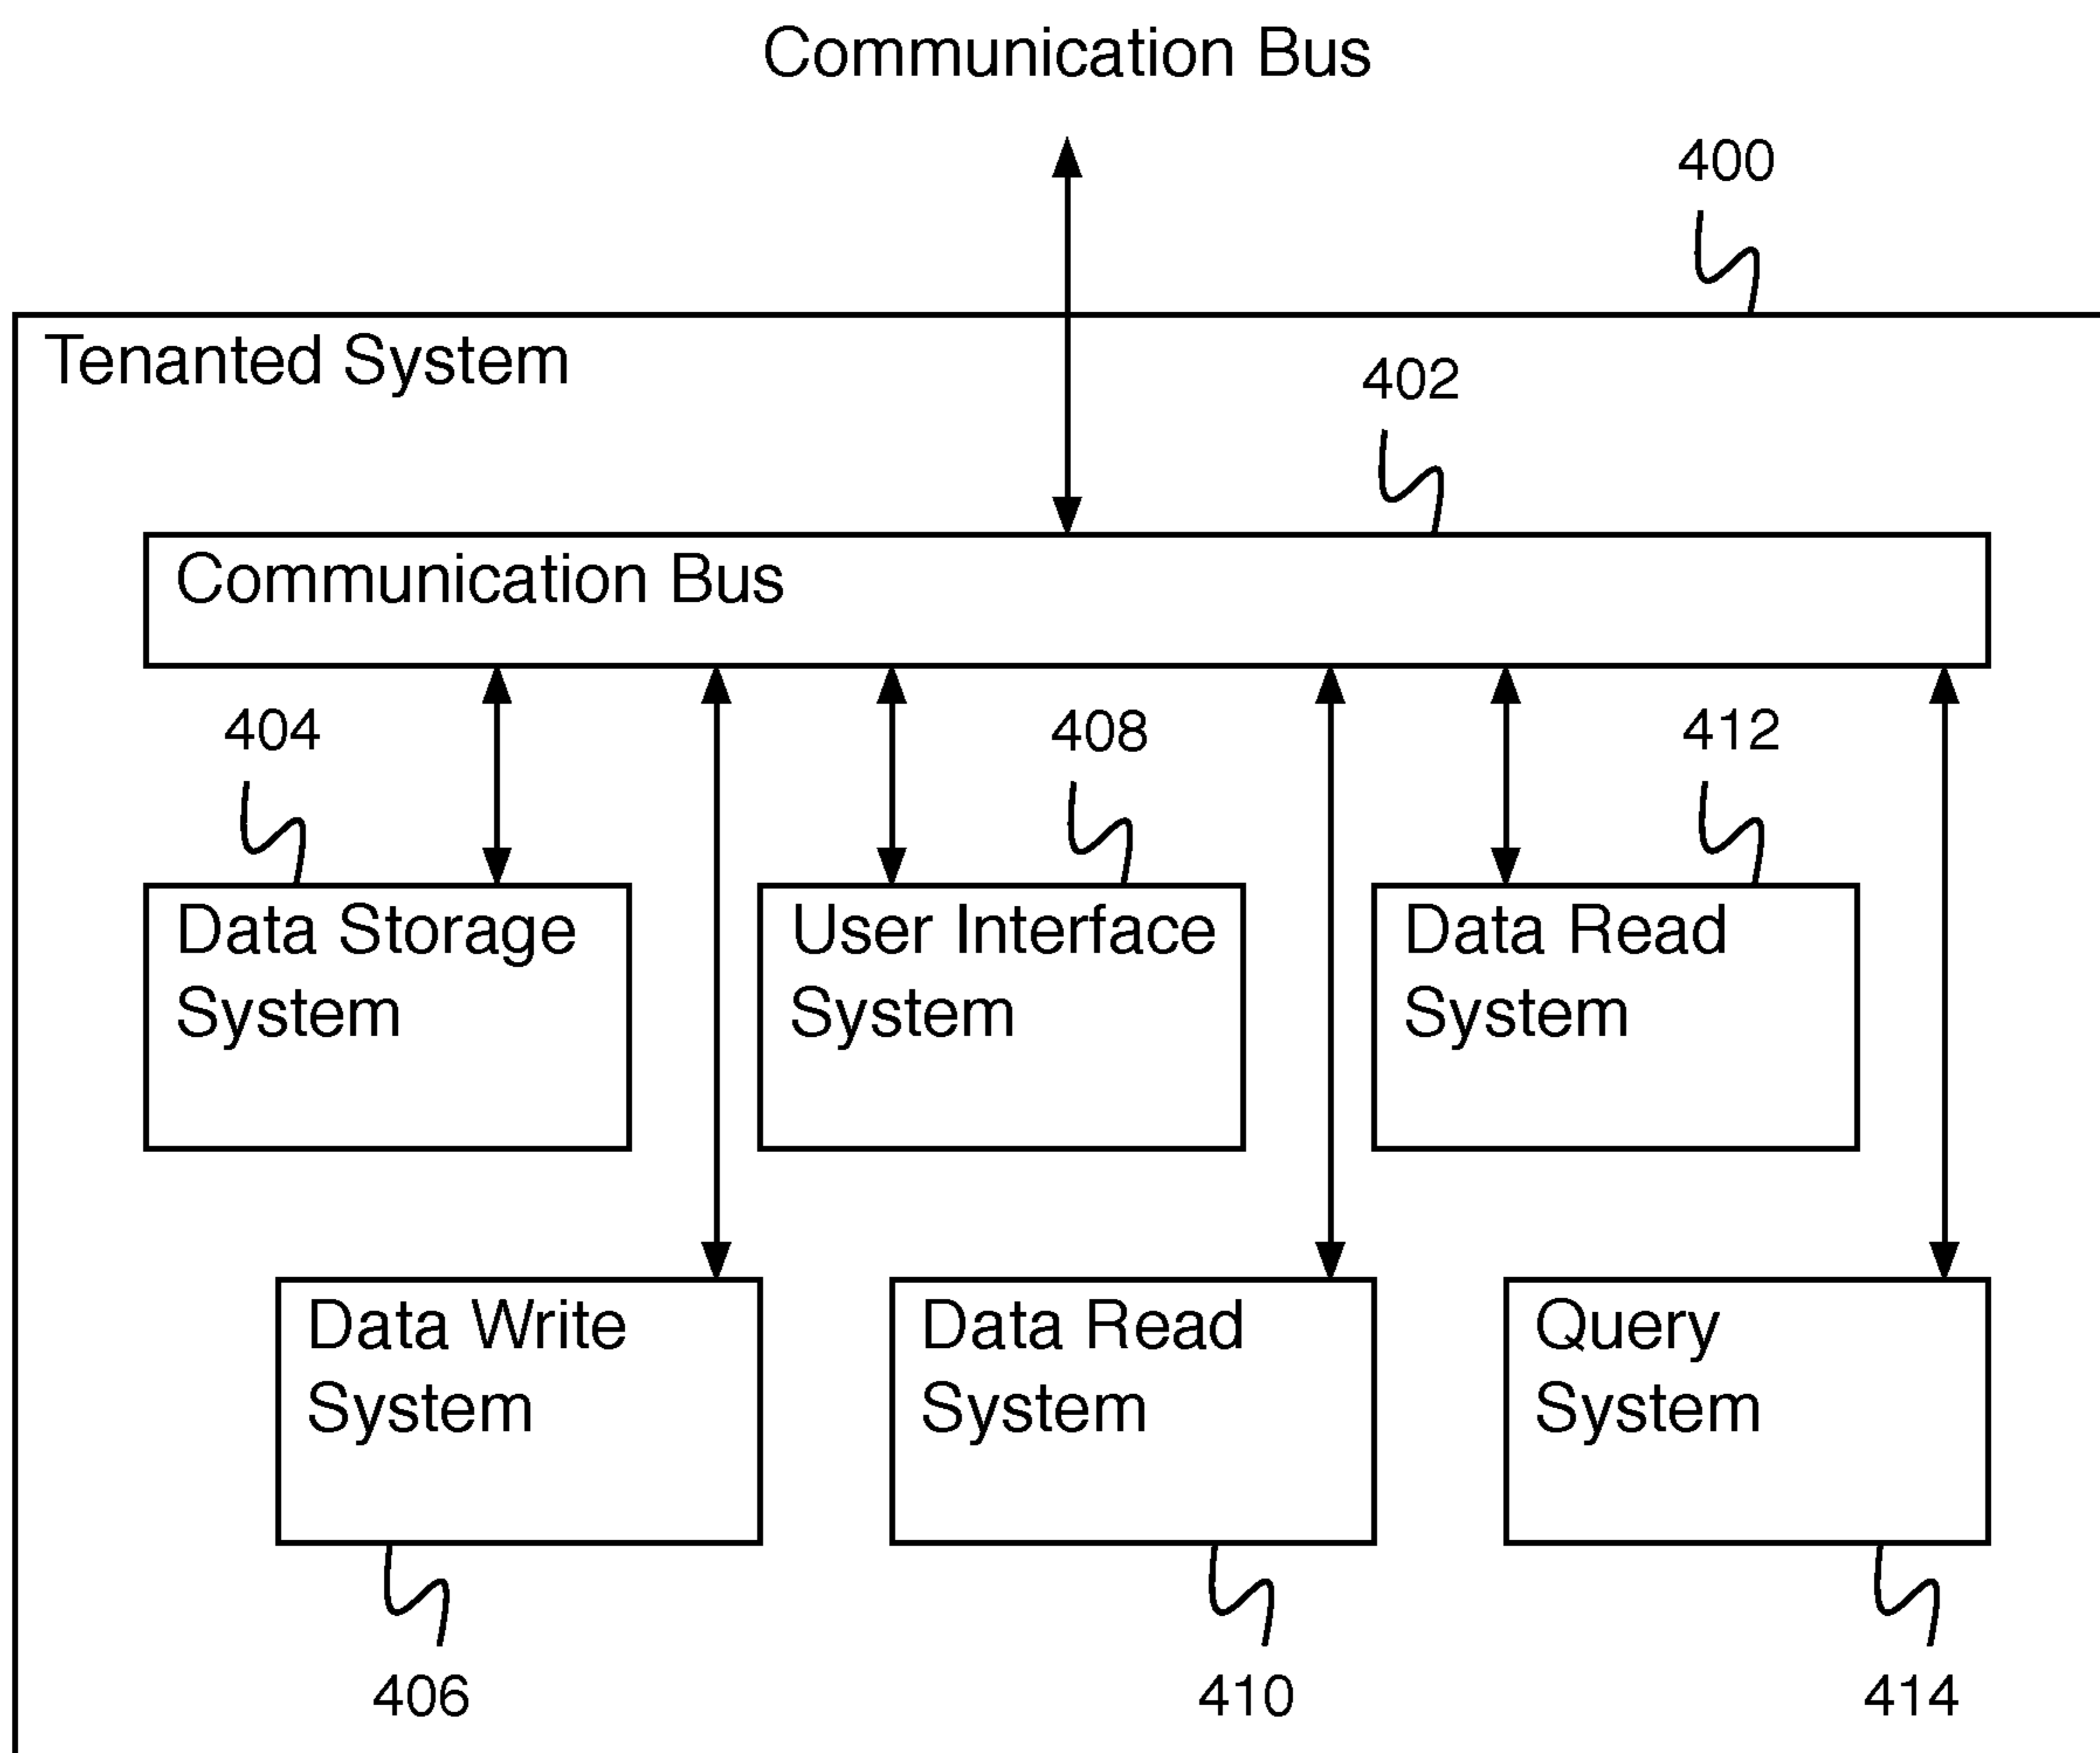 Communication Bus
400
Tenanted System
402
Communication Bus
404
408
412
Data Storage
System
User Interface
System
Data Read
System
Data Write
System
Data Read
System
Query
System
406
410
414